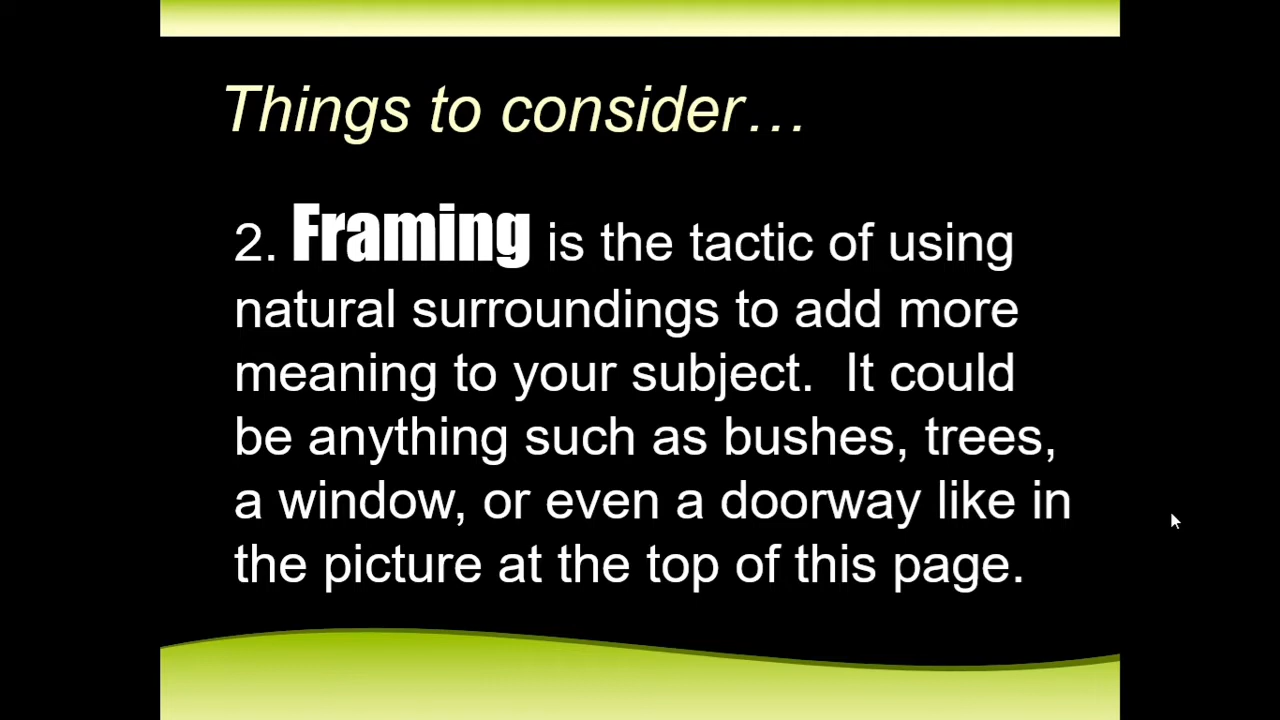 Things to consider…
2. Framing is the tactic of using
natural surroundings to add more
meaning to your subject.  It could
be anything such as bushes, trees,
a window, or even a doorway like in
the picture at the top of this page.